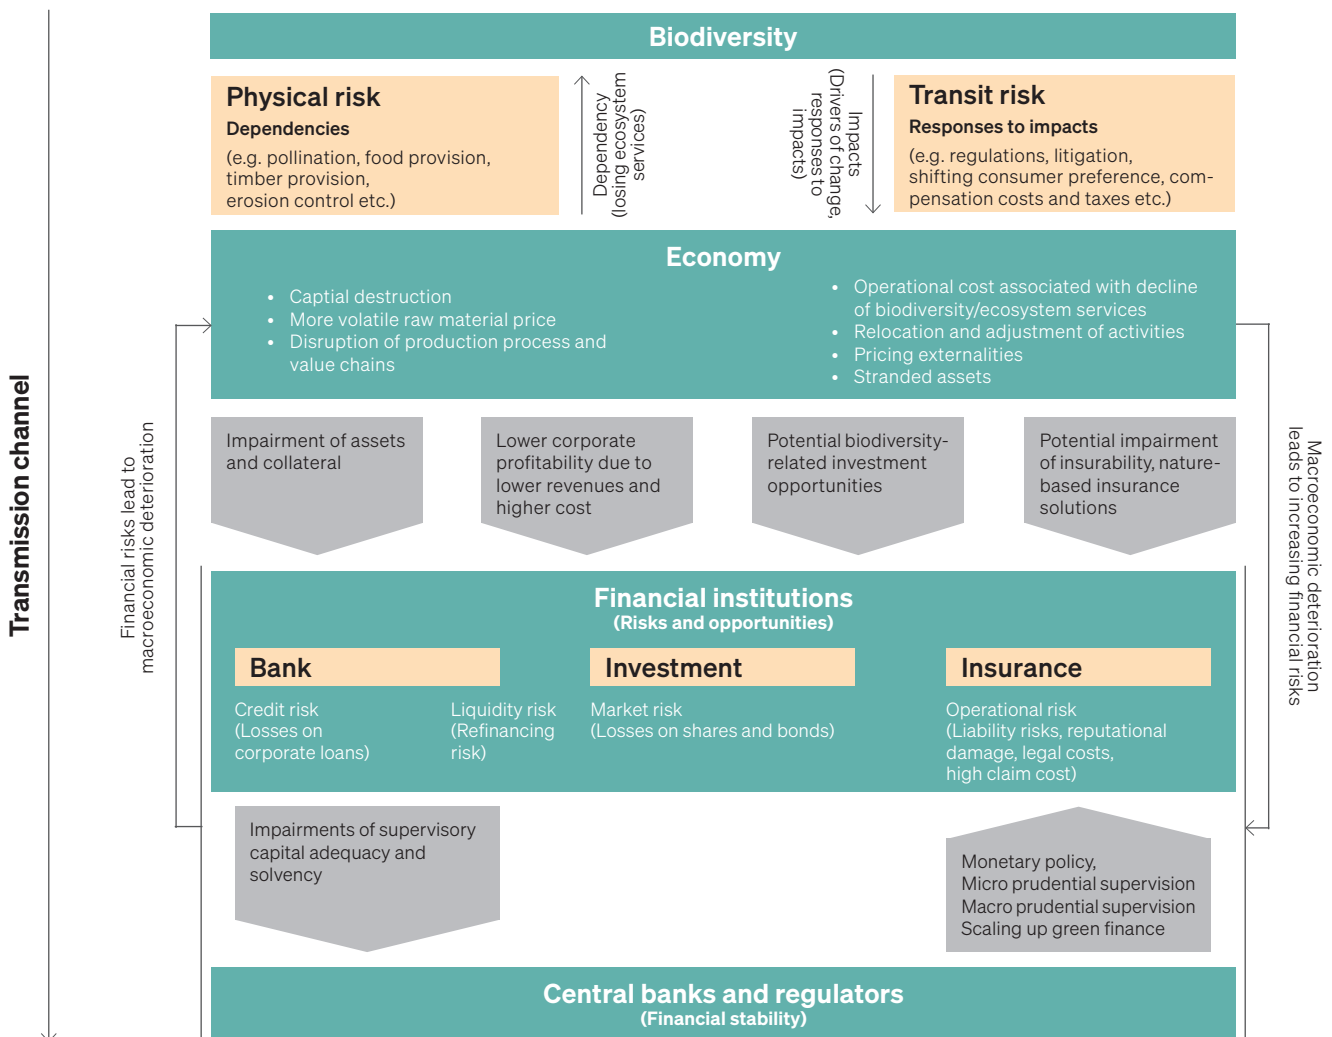 Biodiversity
Physical risk
Dependencies
(e.g. pollination, food provision,
timber provision,
erosion control etc.)
Dependency
(losing ecosystem
services)
Impacts
(Drivers of change,
responses to
impacts)
Transit risk
Responses to impacts
(e.g. regulations, litigation,
shifting consumer preference, com-
pensation costs and taxes etc.)
Economy
• Captial destruction
• More volatile raw material price
• Disruption of production process and
value chains
• Operational cost associated with decline
of biodiversity/ecosystem services
• Relocation and adjustment of activities
• Pricing externalities
• Stranded assets
Transmission channel
Financial risks lead to
macroeconomic deterioration
Impairment of assets
and collateral
Lower corporate
profitability due to
lower revenues and
higher cost
Potential biodiversity-
related investment
opportunities
Potential impairment
of insurability, nature-
based insurance
solutions
Macroeconomic deterioration
leads to increasing financial risks
Financial institutions
(Risks and opportunities)
Bank
Credit risk
(Losses on
corporate loans)
Liquidity risk
(Refinancing
risk)
Investment
Market risk
(Losses on shares and bonds)
Insurance
Operational risk
(Liability risks, reputational
damage, legal costs,
high claim cost)
Impairments of supervisory
capital adequacy and
solvency
Monetary policy,
Micro prudential supervision
Macro prudential supervision
Scaling up green finance
Central banks and regulators
(Financial stability)